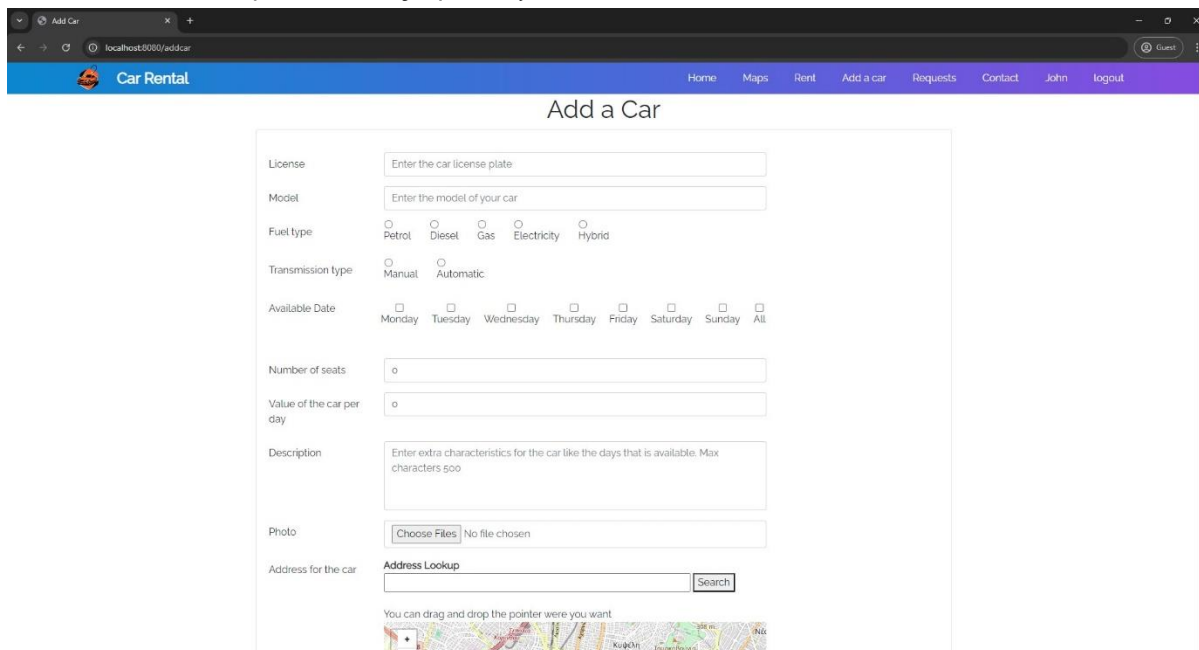 Add Car
localhost:8080/addcar
Guest
Car Rental
Home Maps Rent Add a car Requests Contact John logout
Add a Car
License
Enter the car license plate
Model
Enter the model of your car
Fuel type
Petrol Diesel Gas Electricity Hybrid
Transmission type
Manual Automatic
Available Date
Monday Tuesday Wednesday Thursday Friday Saturday Sunday All
Number of seats
0
Value of the car per
day
0
Description
Enter extra characteristics for the car like the days that is available. Max
characters 500
Photo
Choose Files No file chosen
Address for the car
Address Lookup
Search
You can drag and drop the pointer were you want
+
Κυψέλη